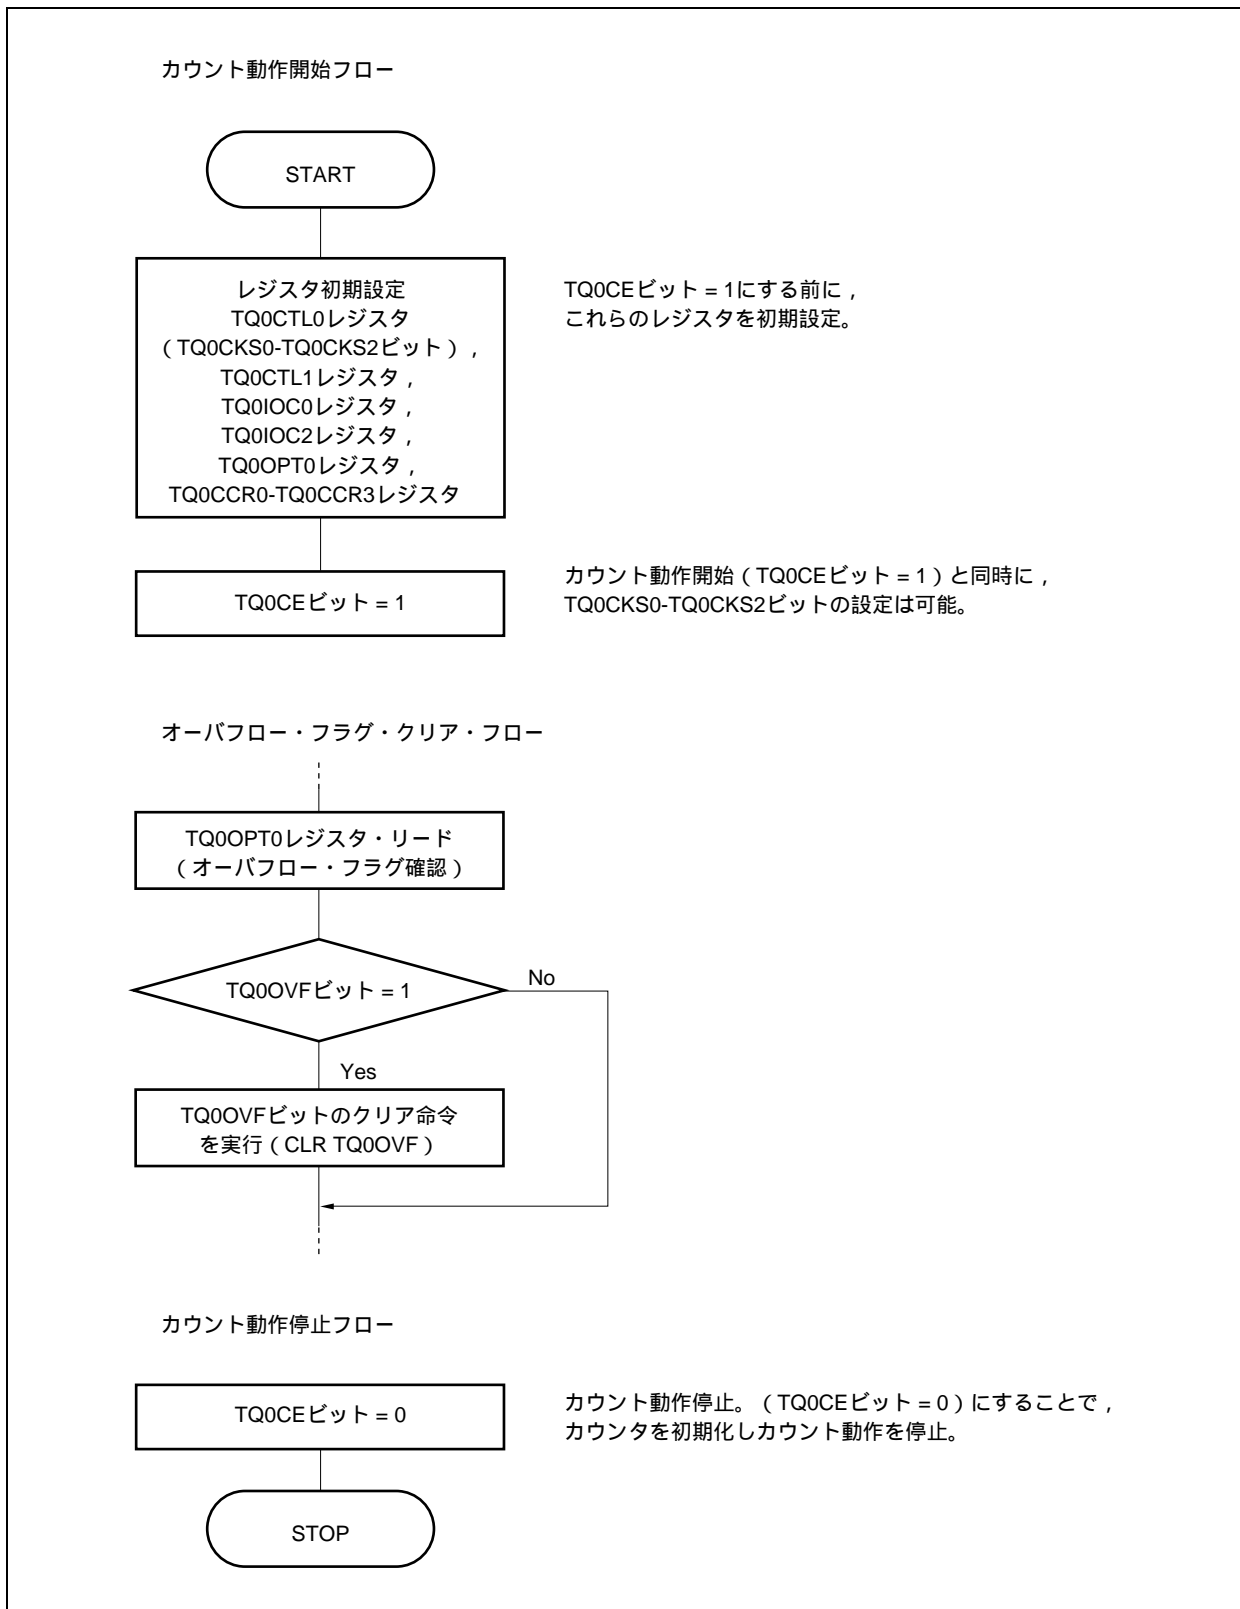 カウント動作開始フロー
START
レジスタ初期設定
TQ0CTL0レジスタ
（TQ0CKS0-TQ0CKS2ビット），
TQ0CTL1レジスタ，
TQ0IOC0レジスタ，
TQ0IOC2レジスタ，
TQ0OPT0レジスタ，
TQ0CCR0-TQ0CCR3レジスタ
TQ0CEビット = 1にする前に，
これらのレジスタを初期設定。
TQ0CEビット = 1
カウント動作開始（TQ0CEビット = 1）と同時に，
TQ0CKS0-TQ0CKS2ビットの設定は可能。
オーバフロー・フラグ・クリア・フロー
TQ0OPT0レジスタ・リード
（オーバフロー・フラグ確認）
TQ0OVFビット = 1
No
Yes
TQ0OVFビットのクリア命令
を実行（CLR TQ0OVF）
カウント動作停止フロー
TQ0CEビット = 0
カウント動作停止。（TQ0CEビット = 0）にすることで，
カウンタを初期化しカウント動作を停止。
STOP